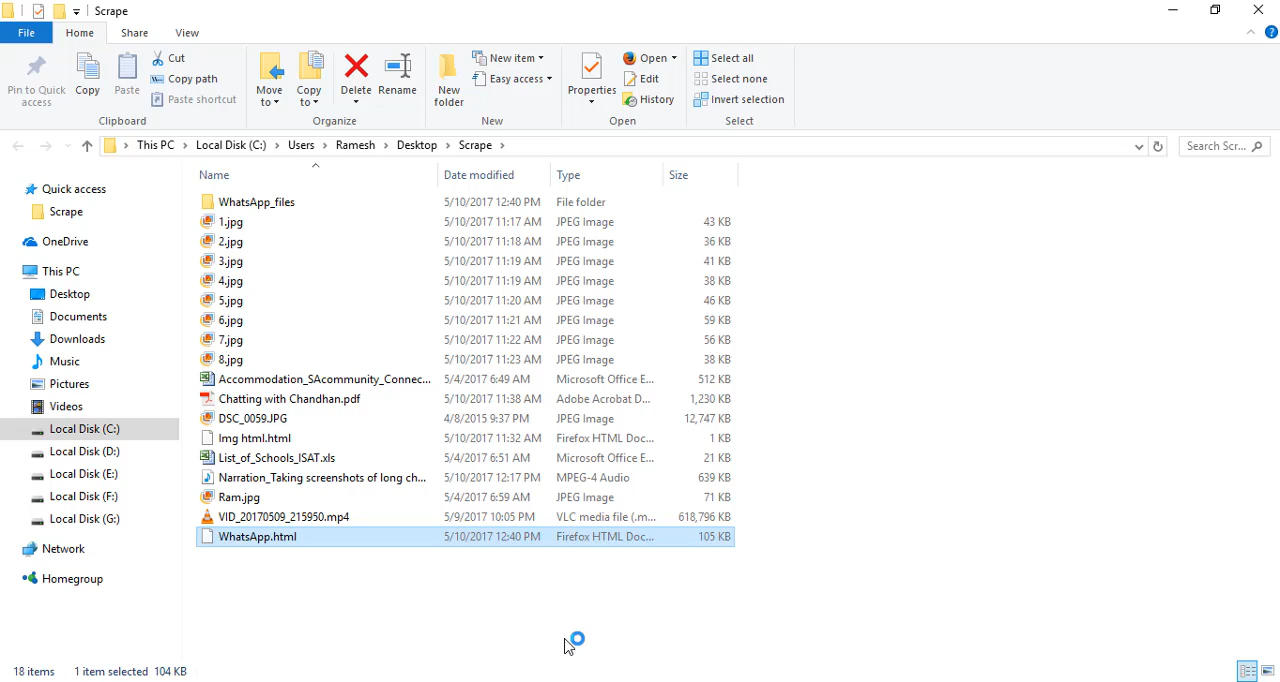 Scrape
File Home Share View
Pin to Quick access
Copy
Paste
Cut
Copy path
Paste shortcut
Clipboard
Move to
Copy to
Delete
Rename
Organize
New folder
New item
Easy access
New
Properties
Open
Edit
History
Open
Select all
Select none
Invert selection
Select
This PC Local Disk (C:) Users Ramesh Desktop Scrape
Search Scr...
Quick access
Scrape
OneDrive
This PC
Desktop
Documents
Downloads
Music
Pictures
Videos
Local Disk (C:)
Local Disk (D:)
Local Disk (E:)
Local Disk (F:)
Local Disk (G:)
Network
Homegroup
Name Date modified Type Size
WhatsApp_files 5/10/2017 12:40 PM File folder
1.jpg 5/10/2017 11:17 AM JPEG Image 43 KB
2.jpg 5/10/2017 11:18 AM JPEG Image 36 KB
3.jpg 5/10/2017 11:19 AM JPEG Image 41 KB
4.jpg 5/10/2017 11:19 AM JPEG Image 38 KB
5.jpg 5/10/2017 11:20 AM JPEG Image 46 KB
6.jpg 5/10/2017 11:21 AM JPEG Image 59 KB
7.jpg 5/10/2017 11:22 AM JPEG Image 56 KB
8.jpg 5/10/2017 11:23 AM JPEG Image 38 KB
Accommodation_SAcommunity_Connec... 5/4/2017 6:49 AM Microsoft Office E... 512 KB
Chatting with Chandhan.pdf 5/10/2017 11:38 AM Adobe Acrobat D... 1,230 KB
DSC_0059.JPG 4/8/2015 9:37 PM JPEG Image 12,747 KB
Img html.html 5/10/2017 11:32 AM Firefox HTML Doc... 1 KB
List_of_Schools_ISAT.xls 5/4/2017 6:51 AM Microsoft Office E... 21 KB
Narration_Taking screenshots of long ch... 5/10/2017 12:17 PM MPEG-4 Audio 639 KB
Ram.jpg 5/4/2017 6:59 AM JPEG Image 71 KB
VID_20170509_215950.mp4 5/9/2017 10:05 PM VLC media file (.m... 618,796 KB
WhatsApp.html 5/10/2017 12:40 PM Firefox HTML Doc... 105 KB
18 items 1 item selected 104 KB